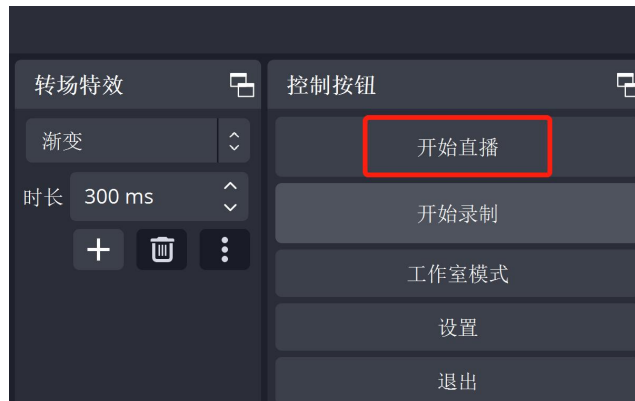 转场特效
渐变
时长 300 ms
控制按钮
开始直播
开始录制
工作室模式
设置
退出